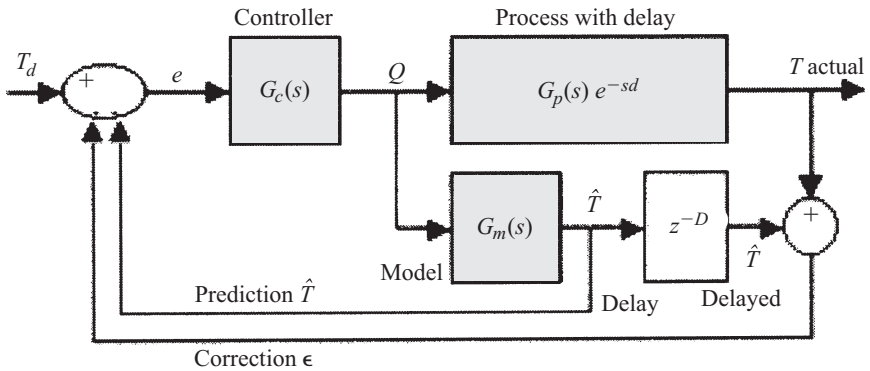 Controller
Process with delay
T_d
+
e
G_c(s)
Q
G_p(s) e^{-sd}
T actual
- -
G_m(s)
T̂
z^{-D}
+
T̂
Model
Prediction T̂
Delay
Delayed
Correction ϵ